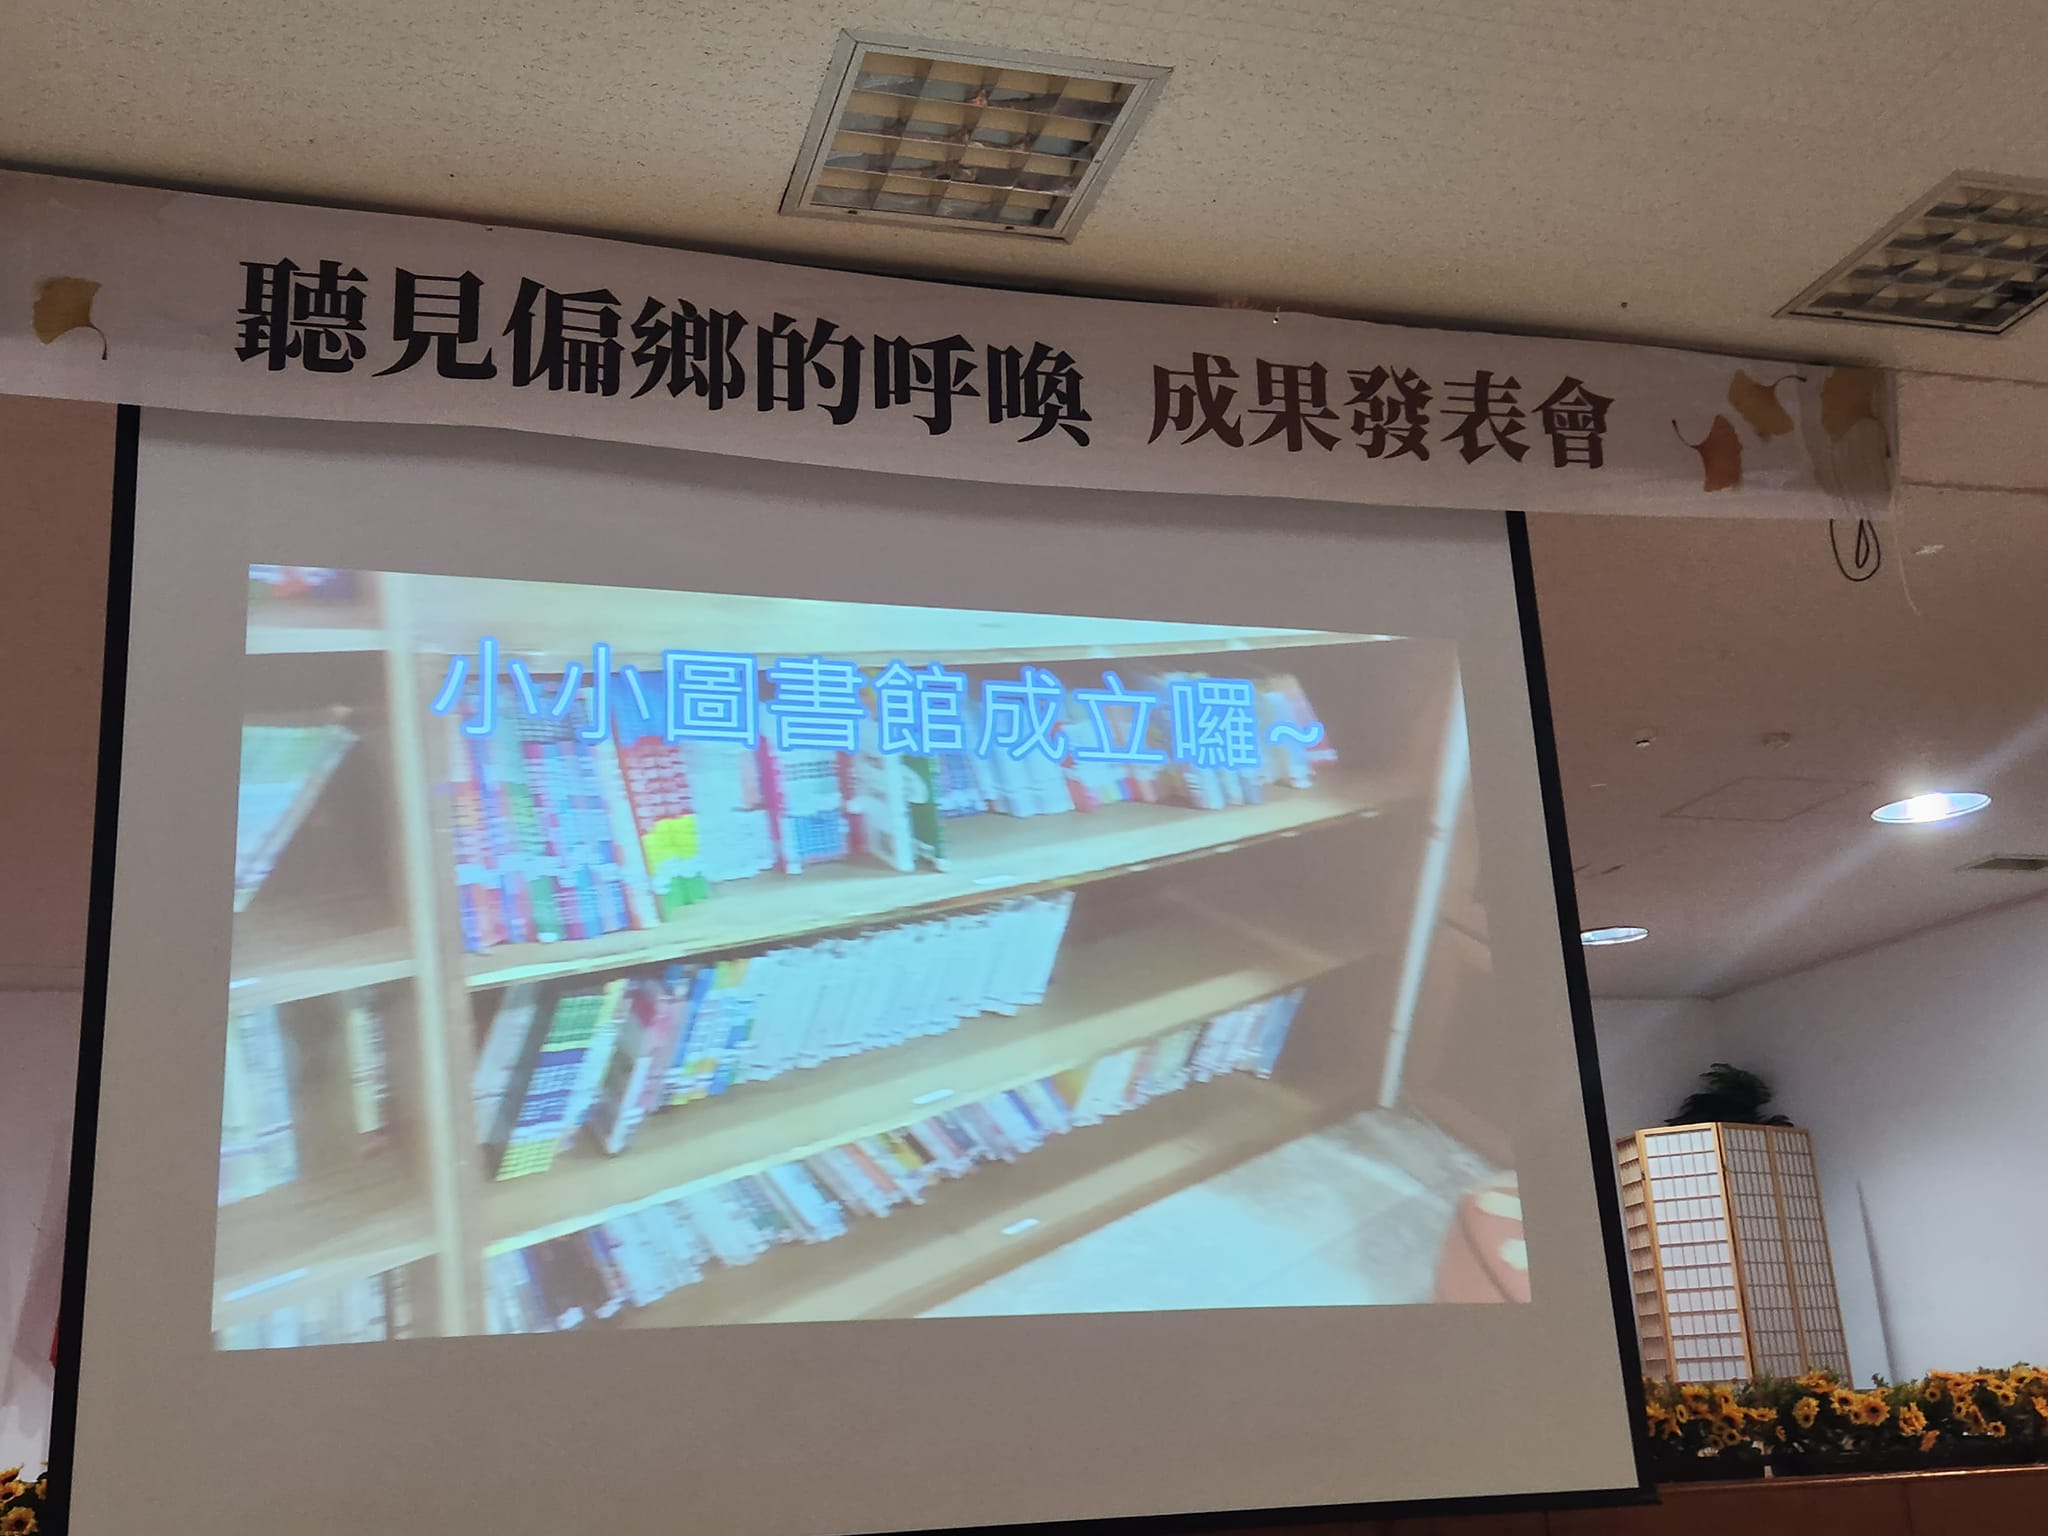 聽見偏鄉的呼喚 成果發表會
小小圖書館成立囉~